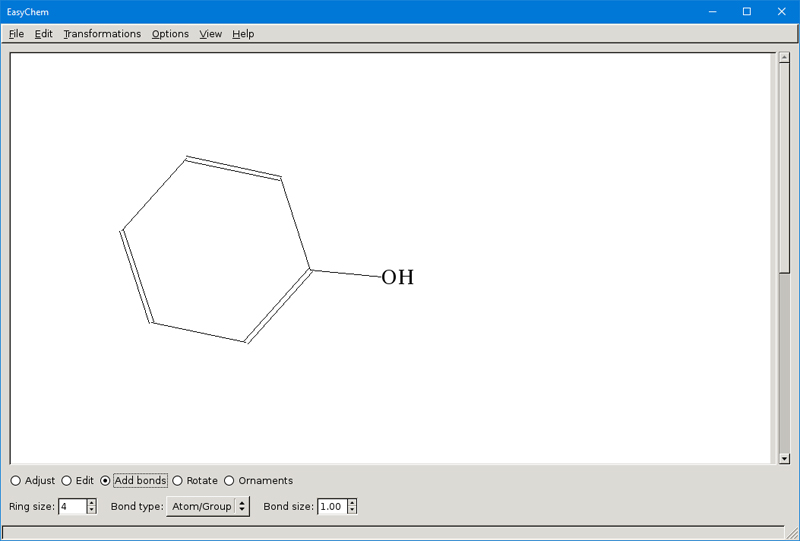 EasyChem
File Edit Transformations Options View Help
OH
Adjust Edit Add bonds Rotate Ornaments
Ring size: 4 Bond type: Atom/Group Bond size: 1.00